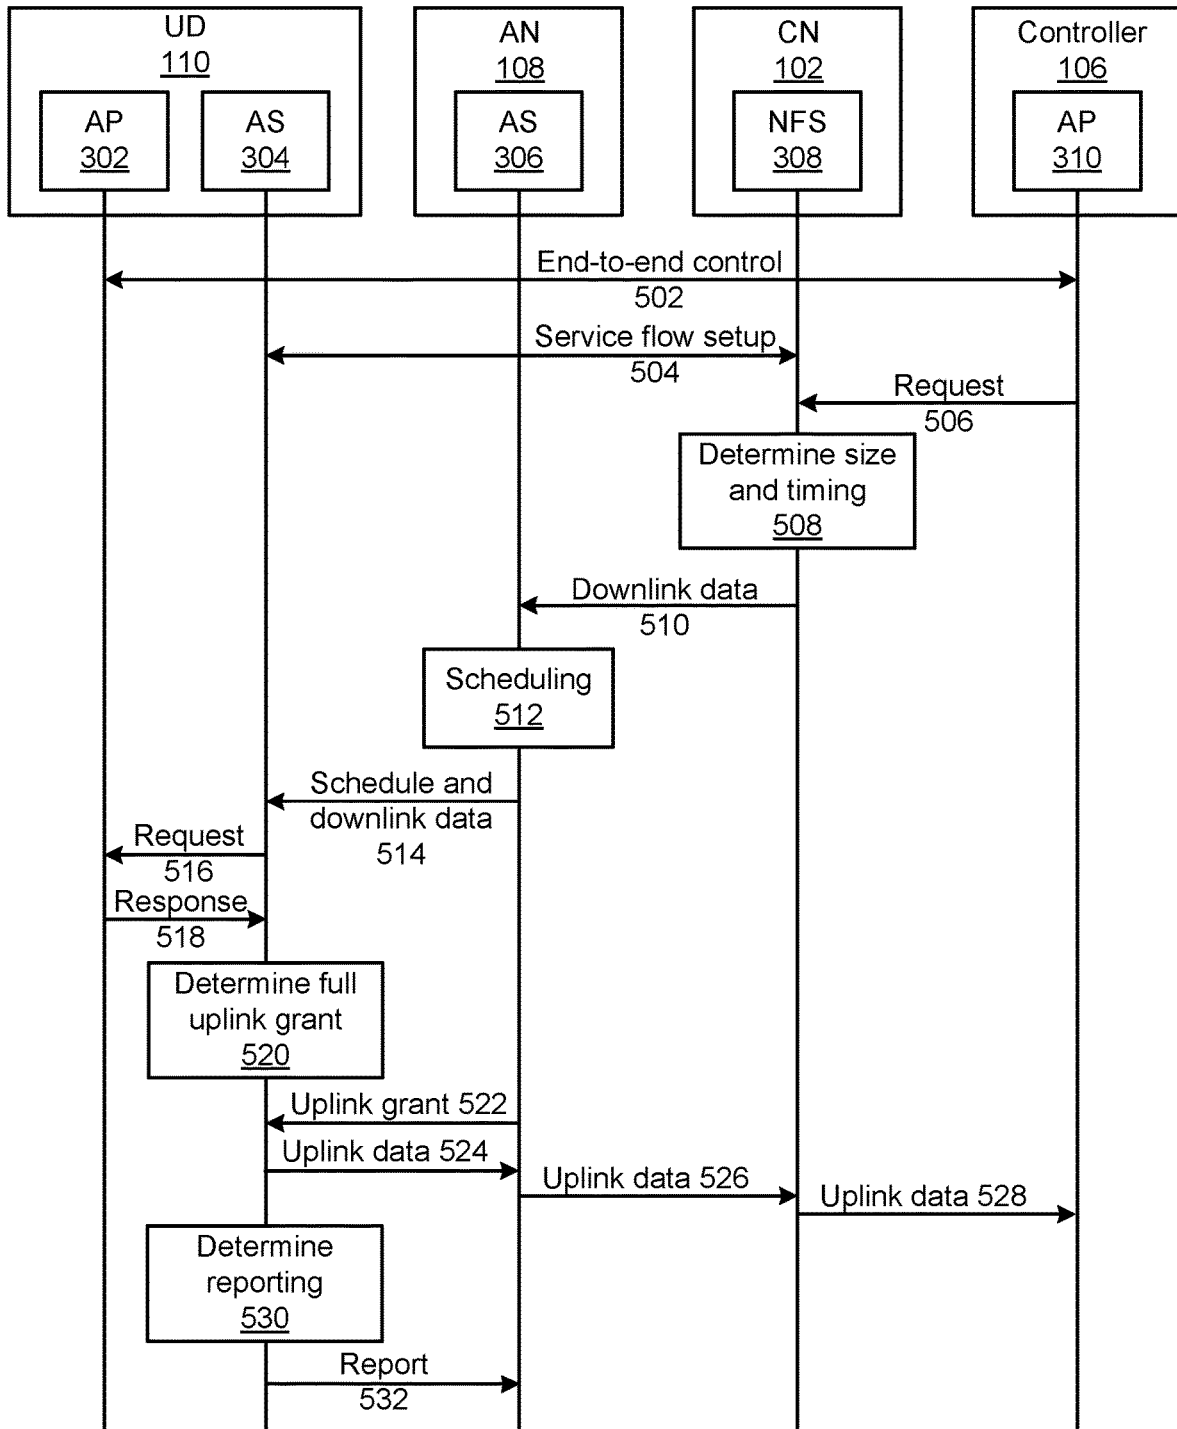 UD
110
AN
108
CN
102
Controller
106
AP
302
AS
304
AS
306
NFS
308
AP
310
End-to-end control
502
Service flow setup
504
Request
506
Determine size
and timing
508
Downlink data
510
Scheduling
512
Schedule and
downlink data
514
Request
516
Response
518
Determine full
uplink grant
520
Uplink grant 522
Uplink data 524
Uplink data 526
Uplink data 528
Determine
reporting
530
Report
532